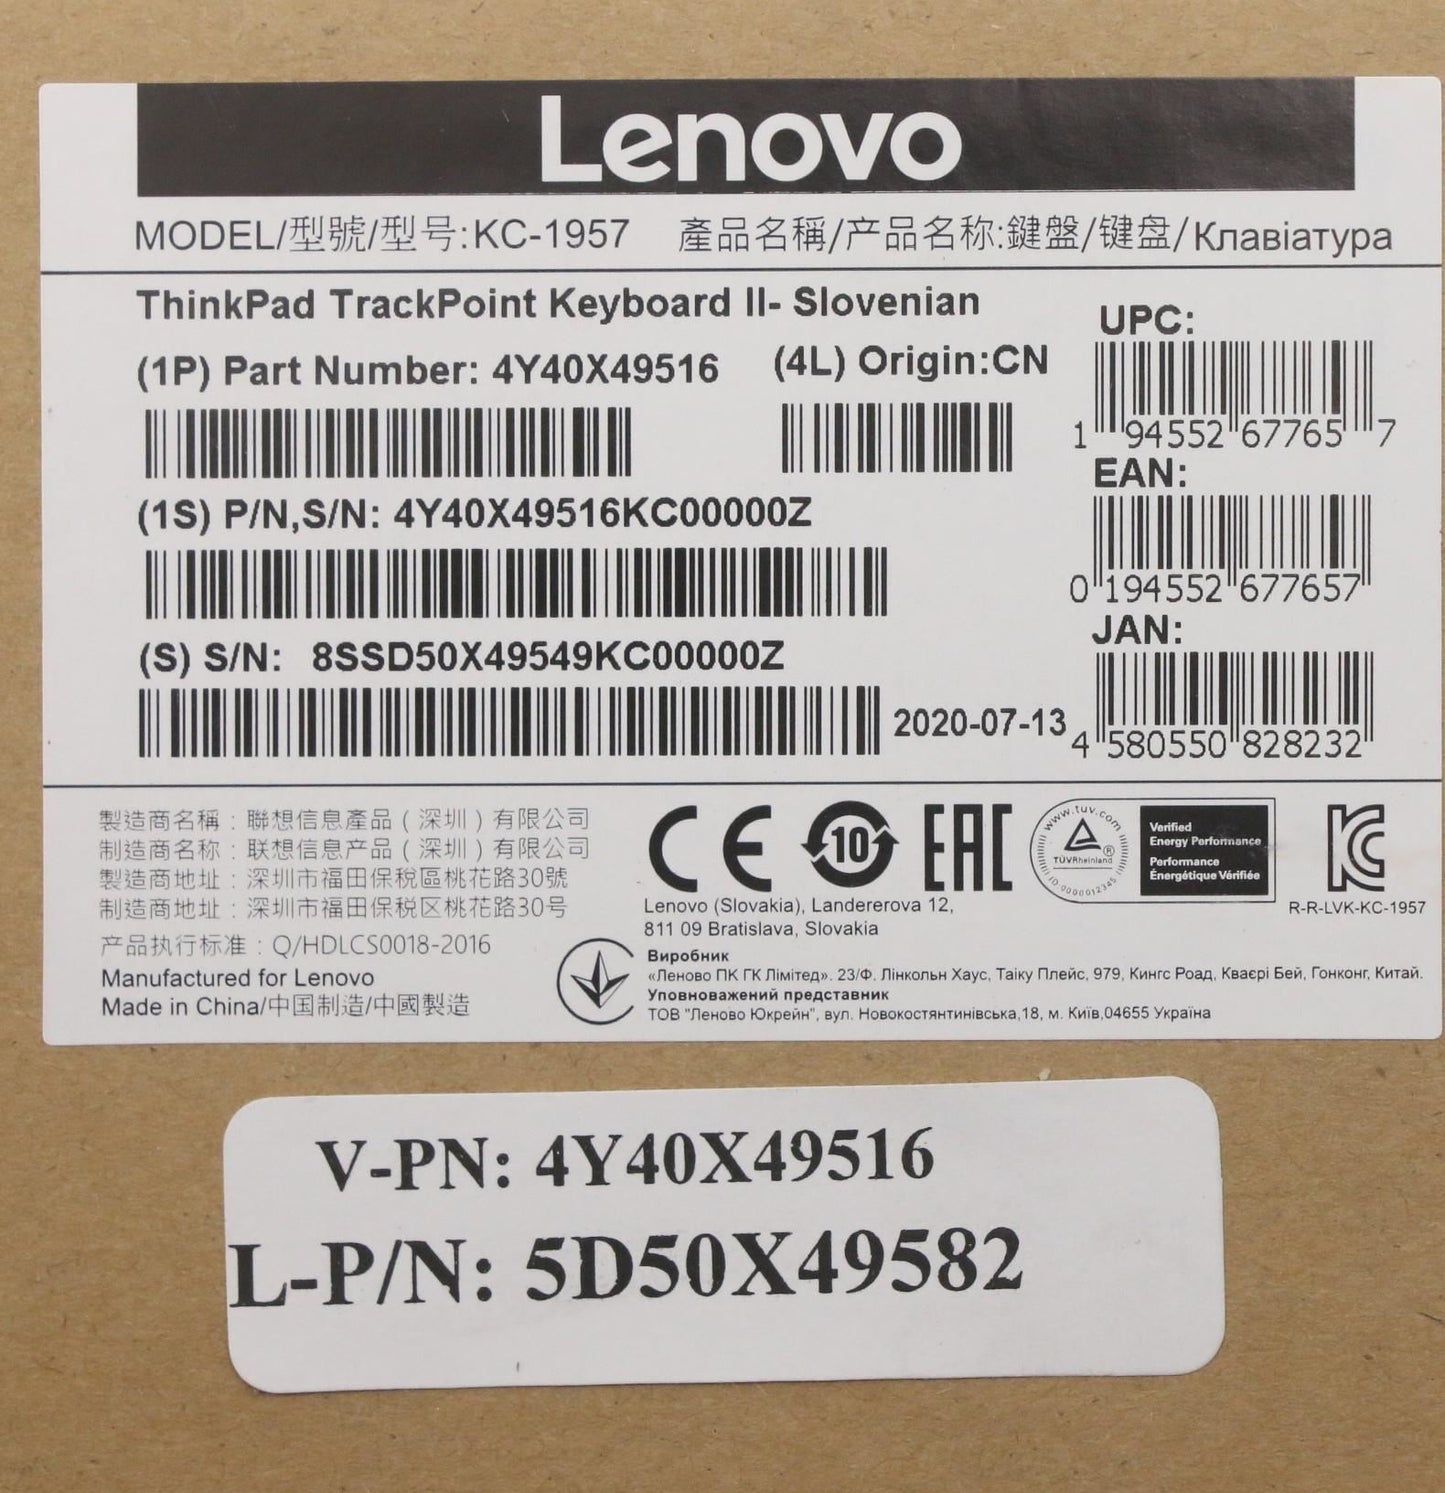 Lenovo
MODEL/型號/型号:KC-1957 產品名稱/产品名称:鍵盤/键盘/Клавіатура
ThinkPad TrackPoint Keyboard II- Slovenian
(1P) Part Number: 4Y40X49516 (4L) Origin:CN
UPC:
1 94552 67765 7
(1S) P/N,S/N: 4Y40X49516KC00000Z
EAN:
0 194552 677657
(S) S/N: 8SSD50X49549KC00000Z
JAN:
2020-07-13
4 580550 828232
製造商名稱：聯想信息產品（深圳）有限公司
制造商名称：联想信息产品（深圳）有限公司
製造商地址：深圳市福田保稅區桃花路30號
制造商地址：深圳市福田保税区桃花路30号
产品执行标准：Q/HDLCS0018-2016
Manufactured for Lenovo
Made in China/中国制造/中國製造
CE 10 EAC
www.tuv.com
TÜVRheinland ®
ID 0000012345
Verified
Energy Performance
Performance
Énergétique Vérifiée
KC
R-R-LVK-KC-1957
Lenovo (Slovakia), Landererova 12,
811 09 Bratislava, Slovakia
Виробник
«Леново ПК ГК Лімітед». 23/Ф. Лінкольн Хаус, Таіку Плейс, 979, Кингс Роад, Кваєрі Бей, Гонконг, Китай.
Уповноважений представник
ТОВ "Леново Юкрейн", вул. Новокостянтинівська,18, м. Київ,04655 Україна
V-PN: 4Y40X49516
L-P/N: 5D50X49582